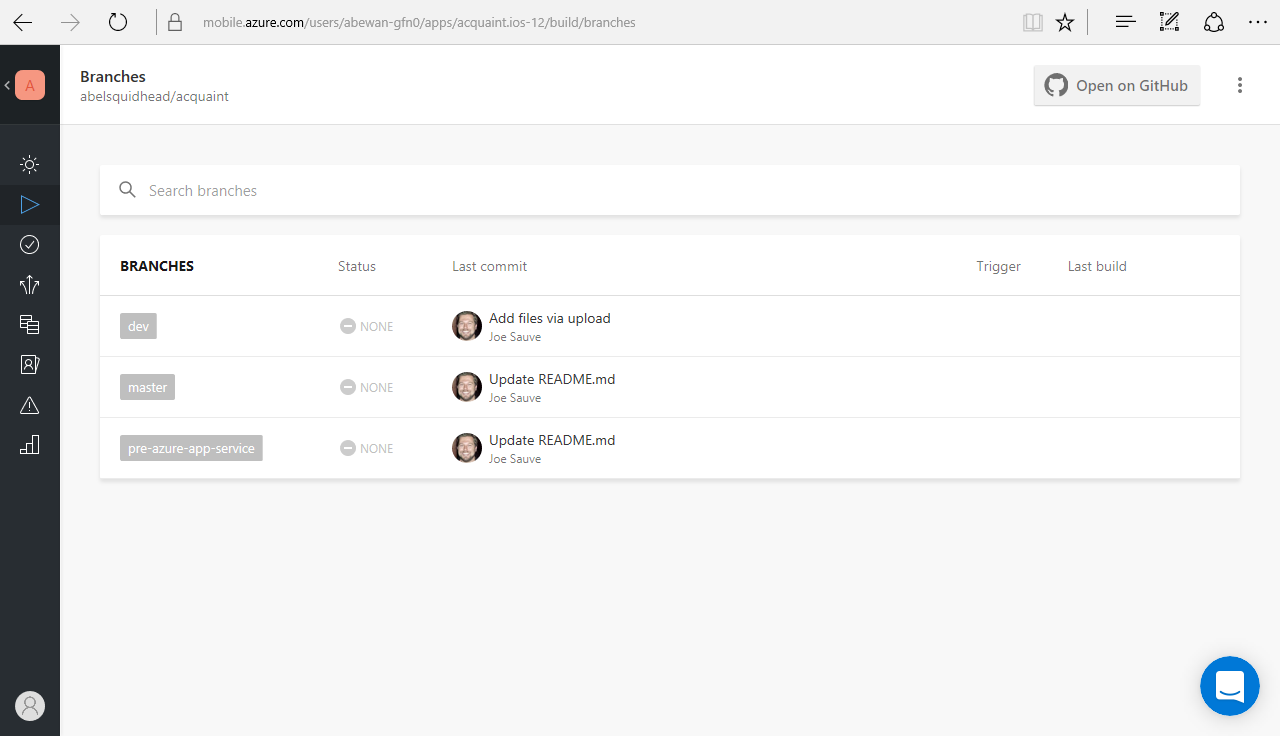 mobile.azure.com/users/abewan-gfn0/apps/acquaint.ios-12/build/branches
A
Branches
abelsquidhead/acquaint
Open on GitHub
Search branches
BRANCHES Status Last commit Trigger Last build
dev NONE Add files via upload
Joe Sauve
master NONE Update README.md
Joe Sauve
pre-azure-app-service NONE Update README.md
Joe Sauve